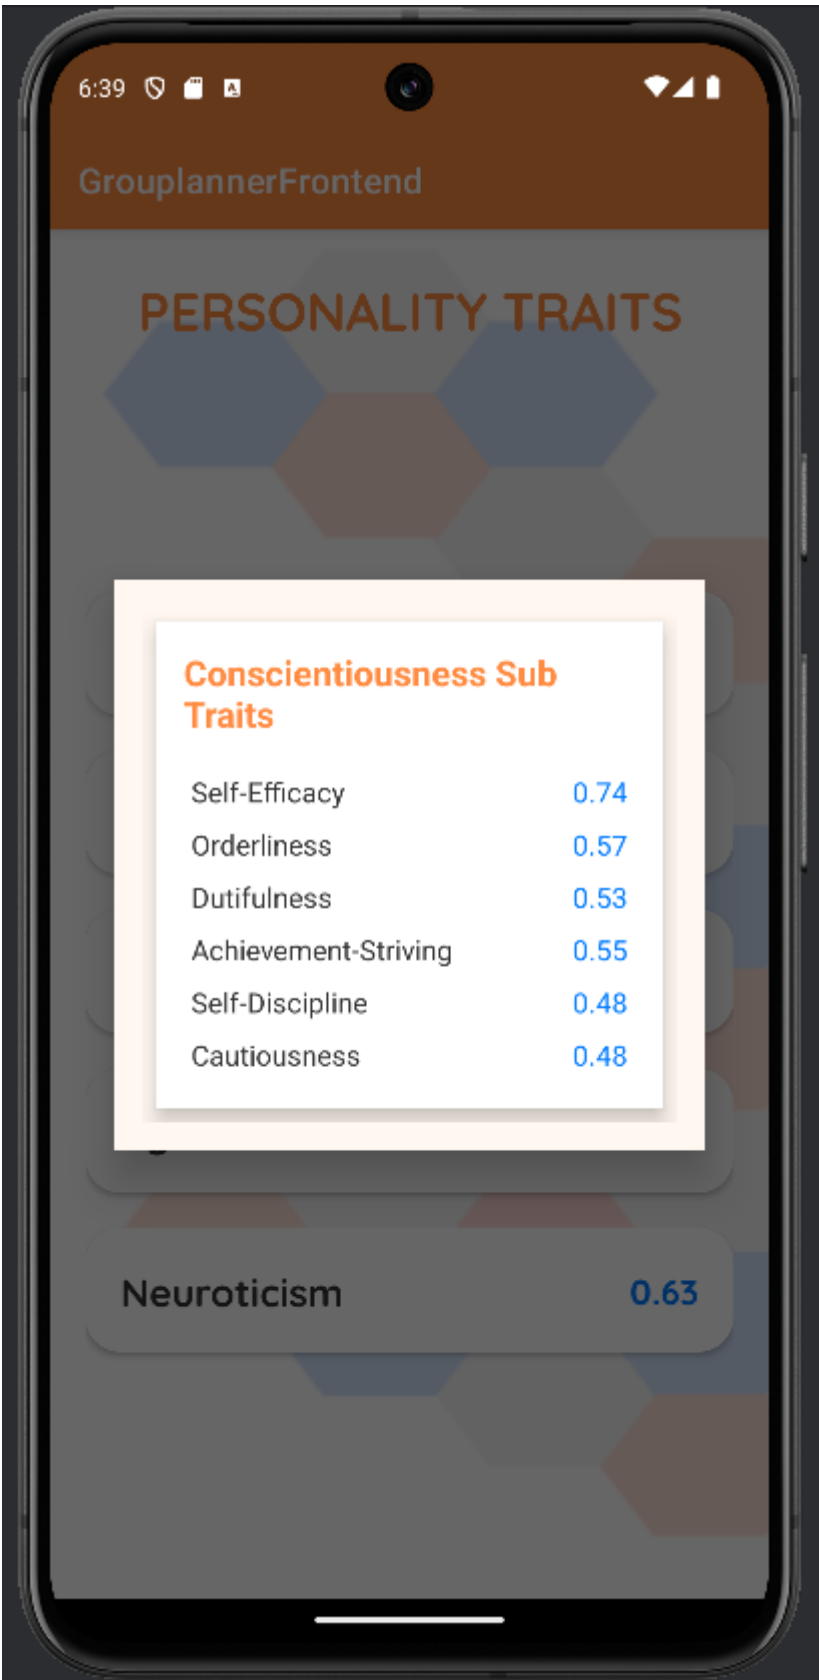 6:39
GrouplannerFrontend
PERSONALITY TRAITS
Conscientiousness Sub
Traits
Self-Efficacy 0.74
Orderliness 0.57
Dutifulness 0.53
Achievement-Striving 0.55
Self-Discipline 0.48
Cautiousness 0.48
Neuroticism 0.63